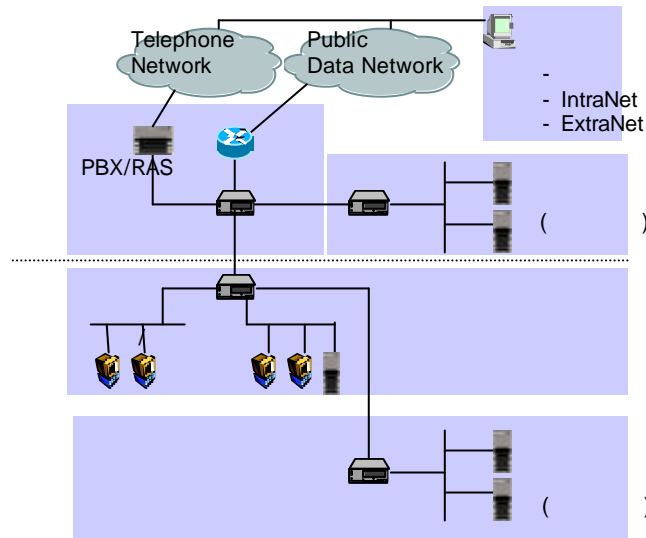 Telephone
Network
Public
Data Network
-
- IntraNet
- ExtraNet
PBX/RAS
( )
( )